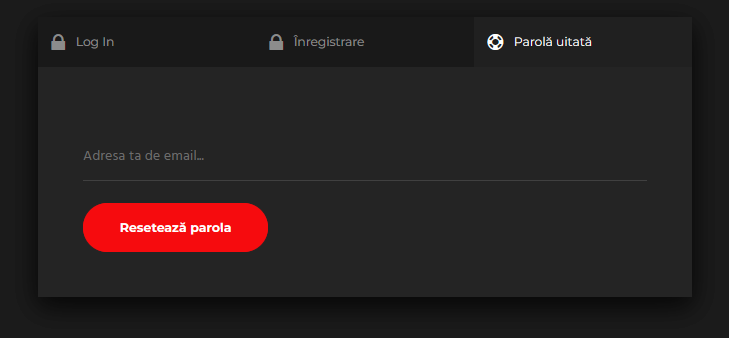 Log In
Înregistrare
Parolă uitată
Adresa ta de email...
Resetează parola